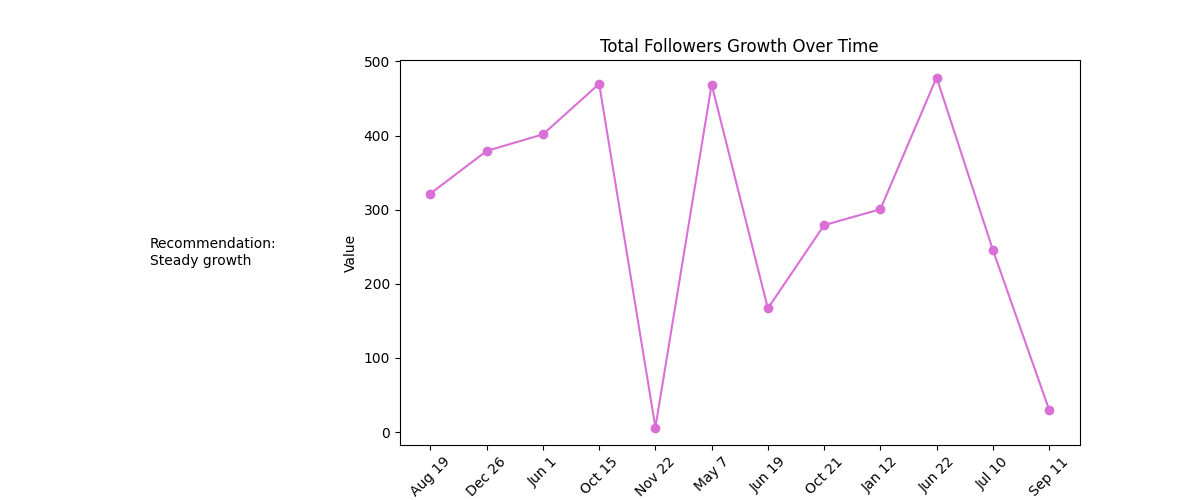 Total Followers Growth Over Time
Recommendation:
Steady growth
Value
500
400
300
200
100
0
Aug 19
Dec 26
Jun 1
Oct 15
Nov 22
May 7
Jun 19
Oct 21
Jan 12
Jun 22
Jul 10
Sep 11